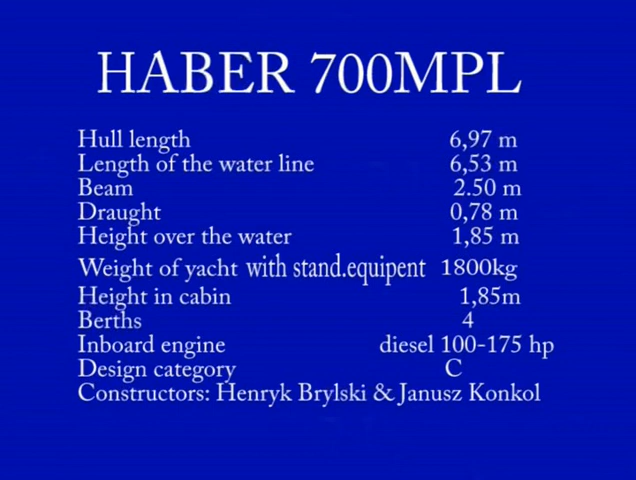 HABER 700MPL
Hull length 6,97 m
Length of the water line 6,53 m
Beam 2.50 m
Draught 0,78 m
Height over the water 1,85 m
Weight of yacht with stand.equipent 1800kg
Height in cabin 1,85m
Berths 4
Inboard engine diesel 100-175 hp
Design category C
Constructors: Henryk Brylski & Janusz Konkol